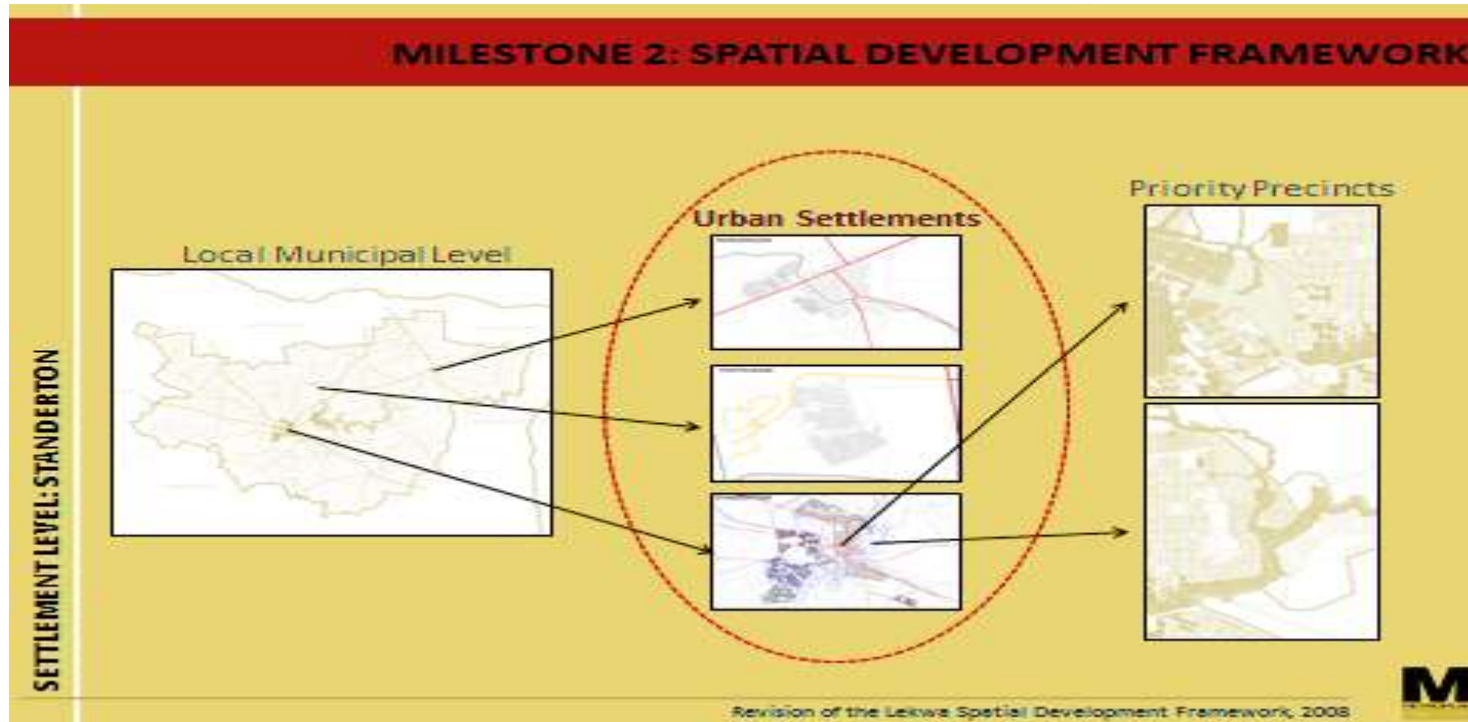 MILESTONE 2: SPATIAL DEVELOPMENT FRAMEWORK
Priority Precincts
Urban Settlements
Local Municipal Level
SETTLEMENT LEVEL: STANDERTON
Revision of the Lekwa Spatial Development Framework, 2008
M